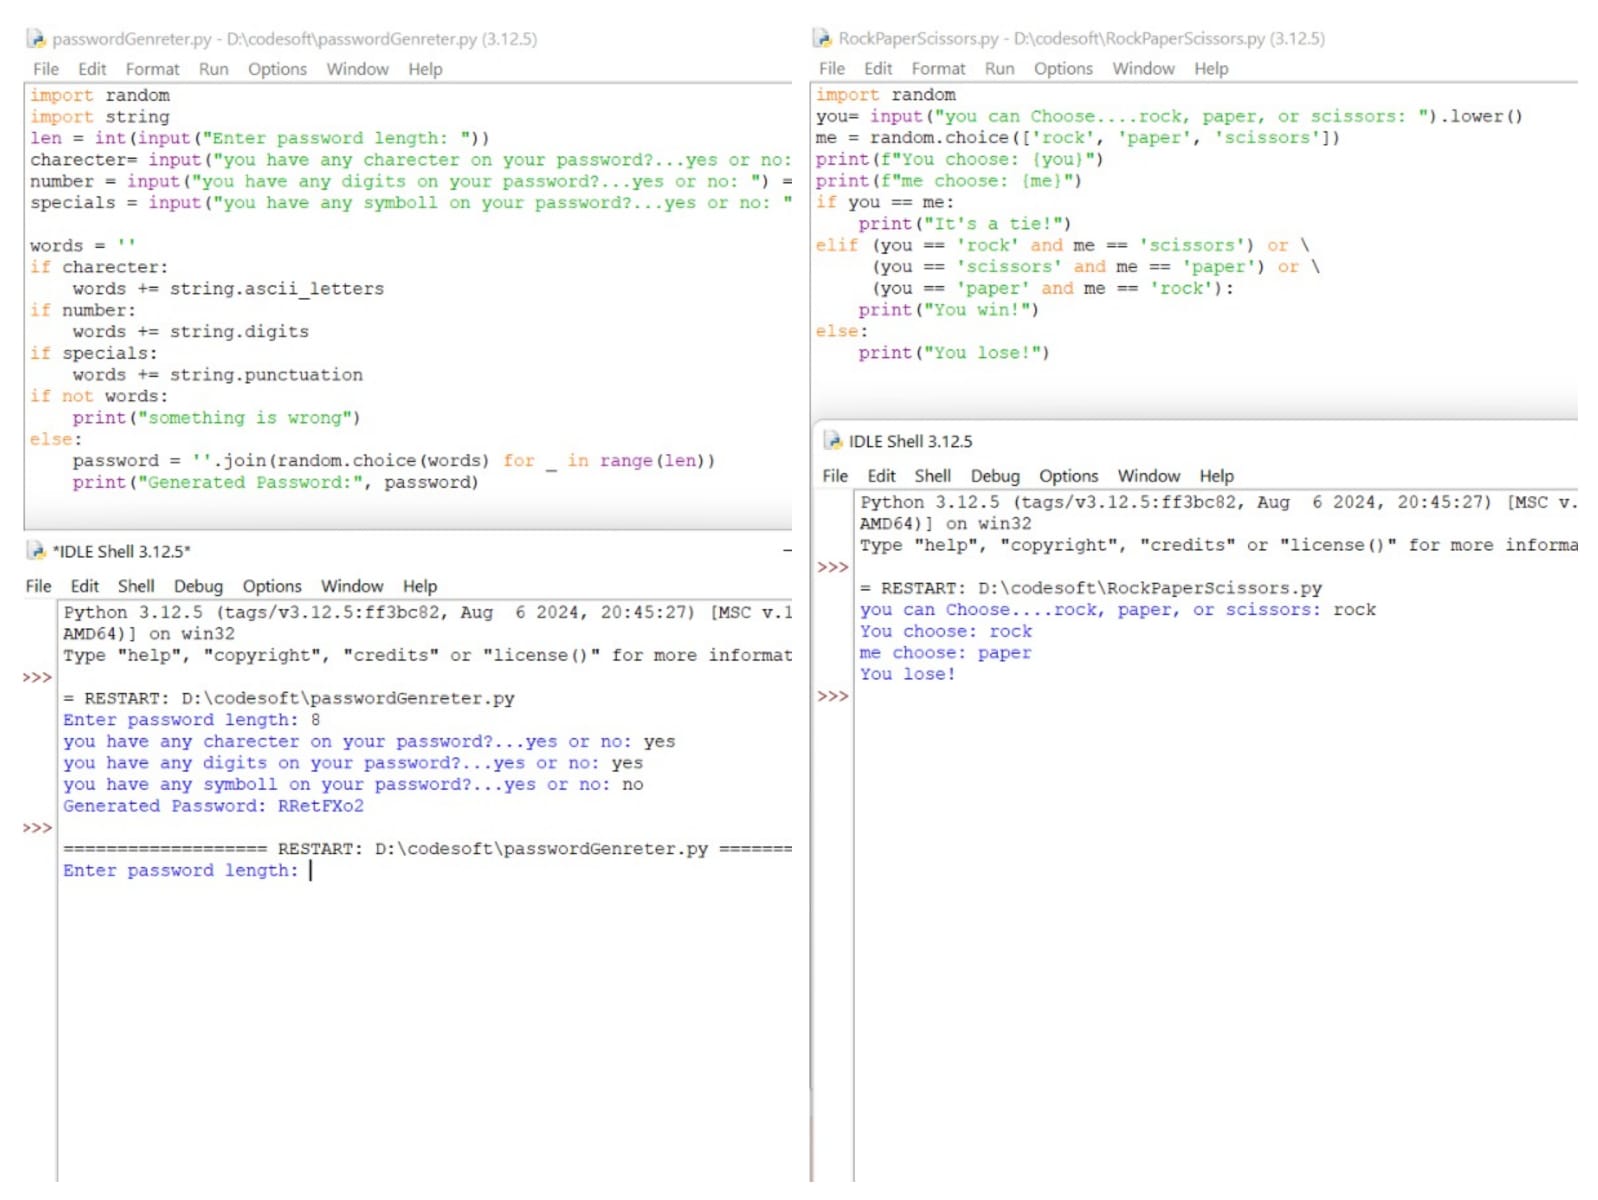 passwordGenreter.py - D:\codesoft\passwordGenreter.py (3.12.5)
File Edit Format Run Options Window Help
import random
import string
len = int(input("Enter password length: "))
charecter= input("you have any charecter on your password?...yes or no:
number = input("you have any digits on your password?...yes or no: ") =
specials = input("you have any symboll on your password?...yes or no: "
words = ''
if charecter:
    words += string.ascii_letters
if number:
    words += string.digits
if specials:
    words += string.punctuation
if not words:
    print("something is wrong")
else:
    password = ''.join(random.choice(words) for _ in range(len))
    print("Generated Password:", password)
*IDLE Shell 3.12.5*
File Edit Shell Debug Options Window Help
Python 3.12.5 (tags/v3.12.5:ff3bc82, Aug  6 2024, 20:45:27) [MSC v.1
AMD64)] on win32
Type "help", "copyright", "credits" or "license()" for more informat
>>>
= RESTART: D:\codesoft\passwordGenreter.py
Enter password length: 8
you have any charecter on your password?...yes or no: yes
you have any digits on your password?...yes or no: yes
you have any symboll on your password?...yes or no: no
Generated Password: RRetFXo2
>>>
=================== RESTART: D:\codesoft\passwordGenreter.py =======
Enter password length:
RockPaperScissors.py - D:\codesoft\RockPaperScissors.py (3.12.5)
File Edit Format Run Options Window Help
import random
you= input("you can Choose....rock, paper, or scissors: ").lower()
me = random.choice(['rock', 'paper', 'scissors'])
print(f"You choose: {you}")
print(f"me choose: {me}")
if you == me:
    print("It's a tie!")
elif (you == 'rock' and me == 'scissors') or \
     (you == 'scissors' and me == 'paper') or \
     (you == 'paper' and me == 'rock'):
    print("You win!")
else:
    print("You lose!")
IDLE Shell 3.12.5
File Edit Shell Debug Options Window Help
Python 3.12.5 (tags/v3.12.5:ff3bc82, Aug  6 2024, 20:45:27) [MSC v.
AMD64)] on win32
Type "help", "copyright", "credits" or "license()" for more informa
>>>
= RESTART: D:\codesoft\RockPaperScissors.py
you can Choose....rock, paper, or scissors: rock
You choose: rock
me choose: paper
You lose!
>>>